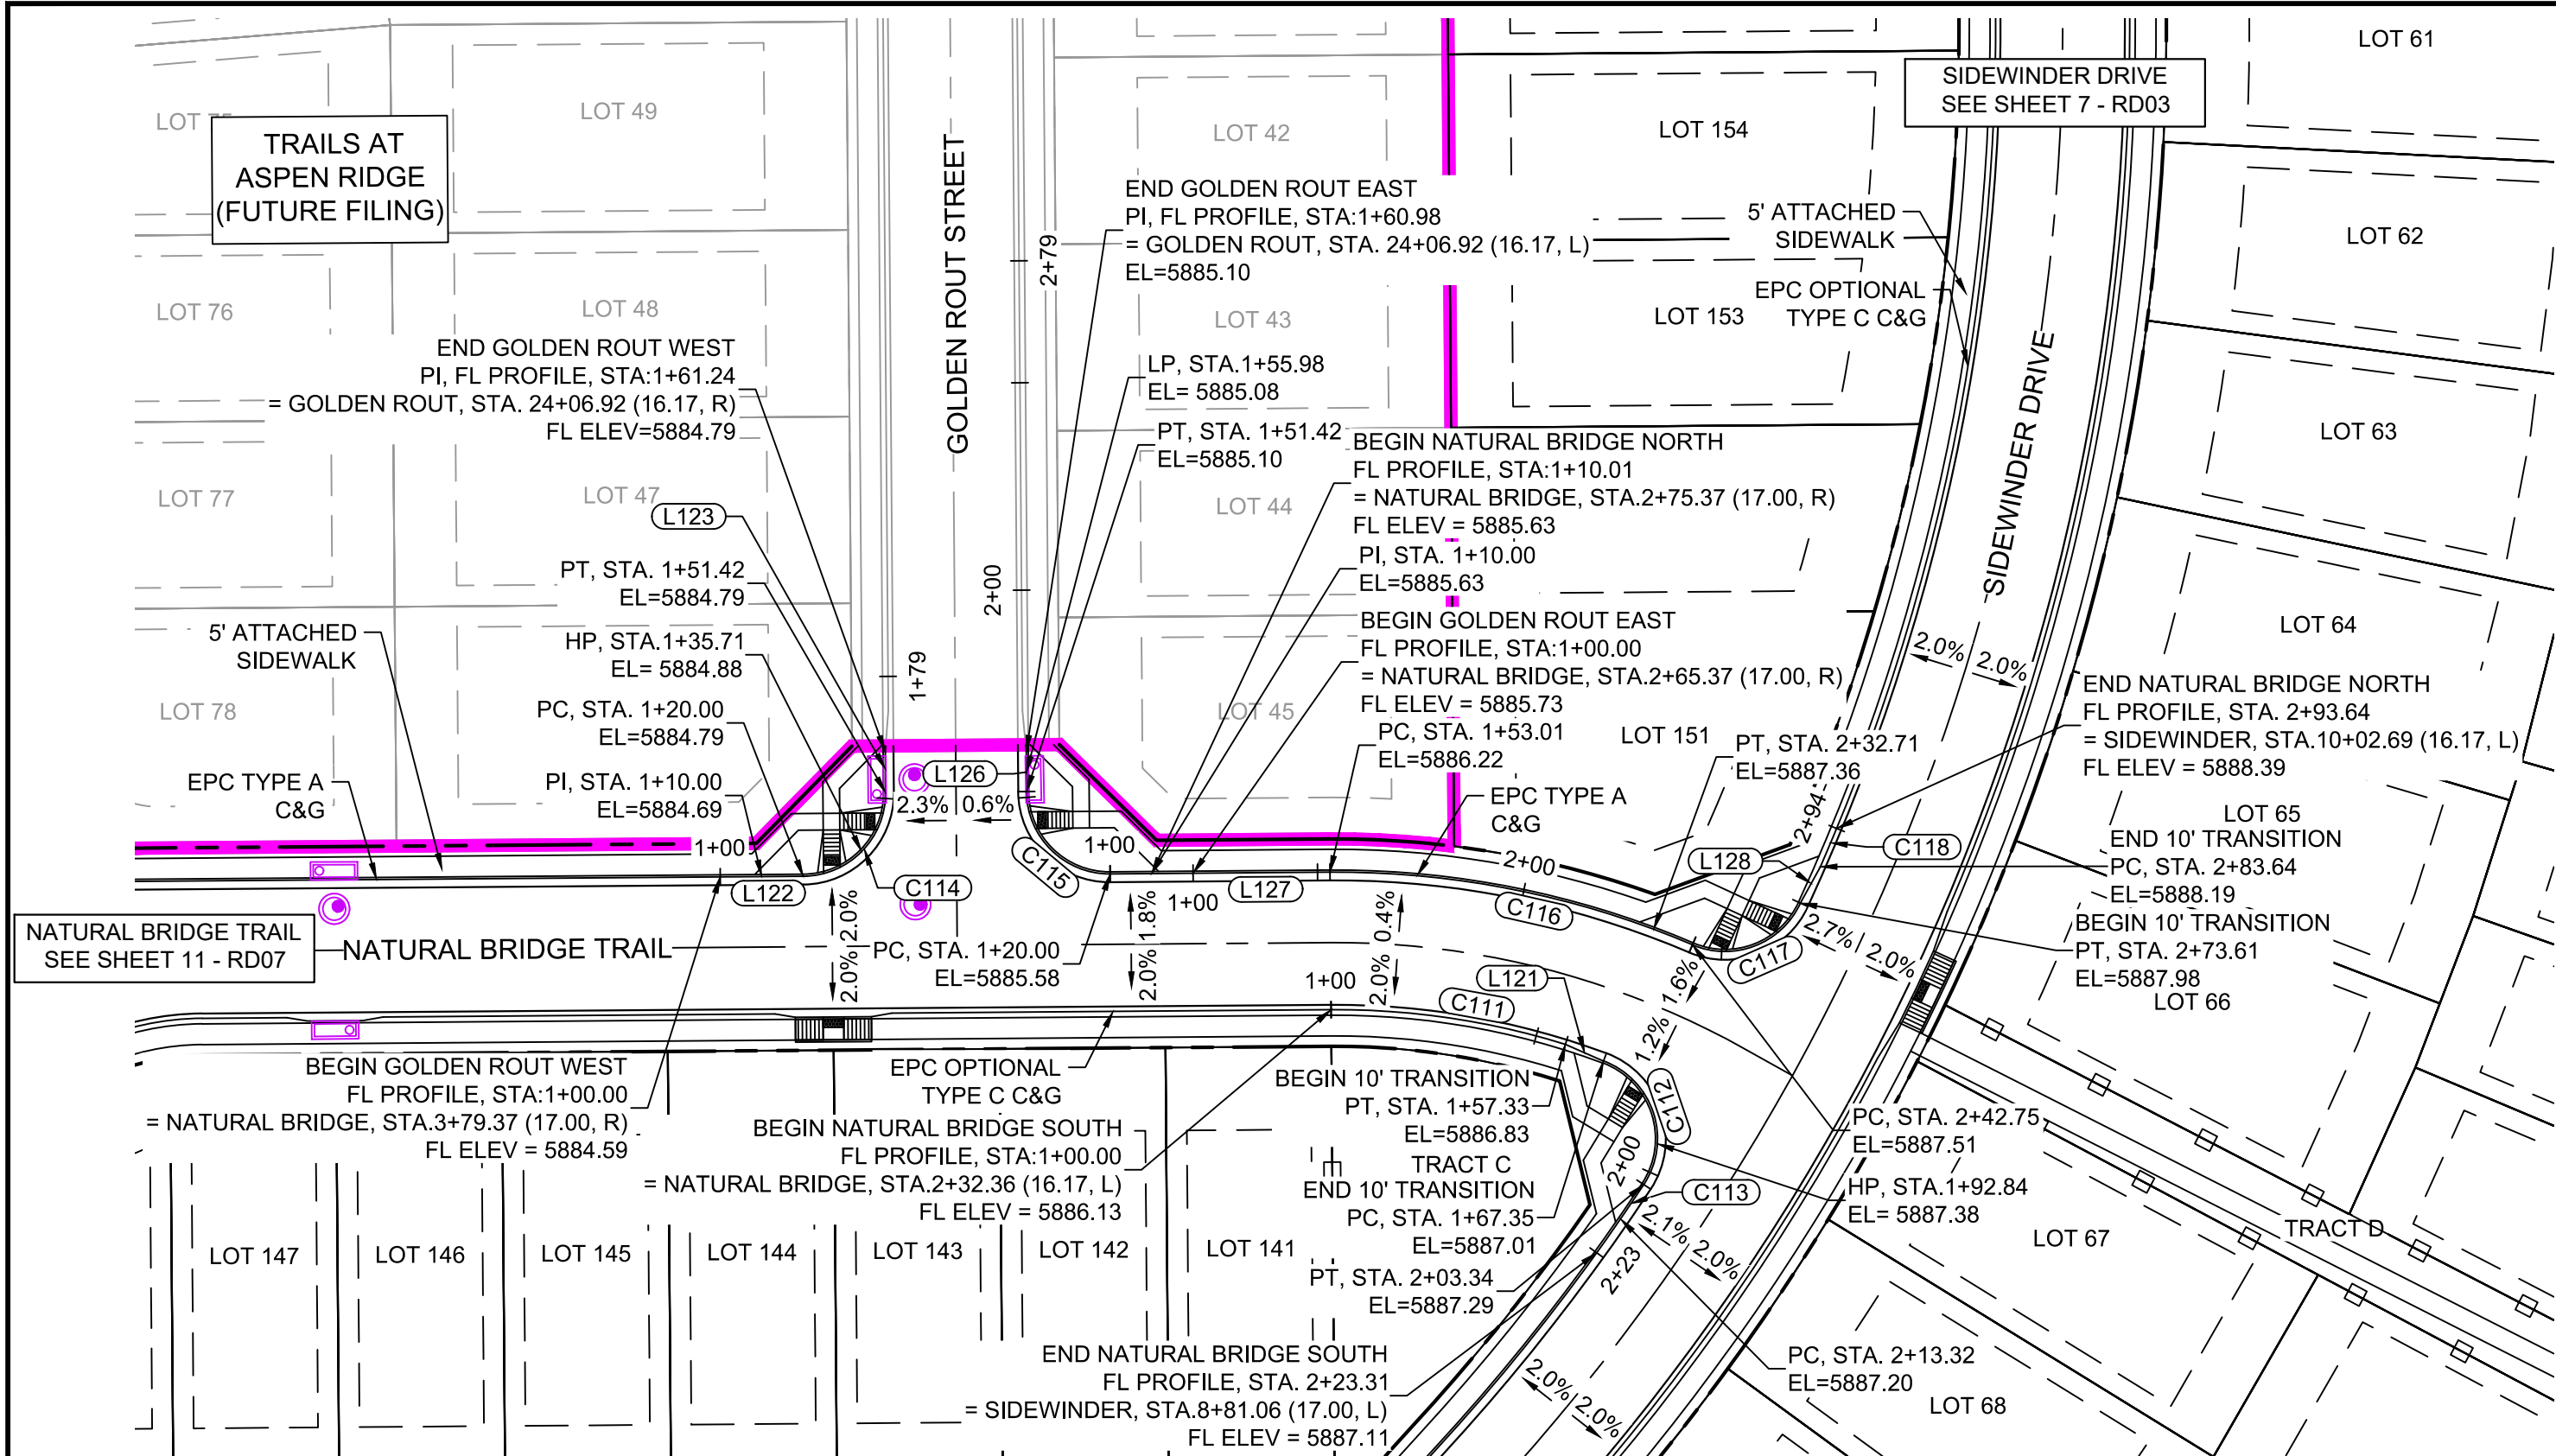 LOT 61
SIDEWINDER DRIVE
SEE SHEET 7 - RD03
LOT 49
LOT 42
LOT 154
LOT
TRAILS AT
ASPEN RIDGE
(FUTURE FILING)
GOLDEN ROUT STREET
END GOLDEN ROUT EAST
PI, FL PROFILE, STA:1+60.98
= GOLDEN ROUT, STA. 24+06.92 (16.17, L)
EL=5885.10
2+79
5' ATTACHED
SIDEWALK
LOT 62
EPC OPTIONAL
TYPE C C&G
LOT 76
LOT 48
LOT 43
LOT 153
END GOLDEN ROUT WEST
PI, FL PROFILE, STA:1+61.24
= GOLDEN ROUT, STA. 24+06.92 (16.17, R)
FL ELEV=5884.79
LP, STA.1+55.98
EL= 5885.08
PT, STA. 1+51.42
EL=5885.10
SIDEWINDER DRIVE
LOT 63
BEGIN NATURAL BRIDGE NORTH
FL PROFILE, STA:1+10.01
= NATURAL BRIDGE, STA.2+75.37 (17.00, R)
FL ELEV = 5885.63
LOT 77
LOT 47
LOT 44
L123
PI, STA. 1+10.00
EL=5885.63
PT, STA. 1+51.42
EL=5884.79
2+00
BEGIN GOLDEN ROUT EAST
FL PROFILE, STA:1+00.00
= NATURAL BRIDGE, STA.2+65.37 (17.00, R)
FL ELEV = 5885.73
5' ATTACHED
SIDEWALK
HP, STA.1+35.71
EL= 5884.88
1+79
LOT 64
2.0%
2.0%
LOT 78
LOT 45
PC, STA. 1+20.00
EL=5884.79
PC, STA. 1+53.01
EL=5886.22
LOT 151
PT, STA. 2+32.71
EL=5887.36
END NATURAL BRIDGE NORTH
FL PROFILE, STA. 2+93.64
= SIDEWINDER, STA.10+02.69 (16.17, L)
FL ELEV = 5888.39
EPC TYPE A
C&G
PI, STA. 1+10.00
EL=5884.69
L126
2.3%
0.6%
EPC TYPE A
C&G
2+94
LOT 65
END 10' TRANSITION
PC, STA. 2+83.64
EL=5888.19
1+00
1+00
C115
2+00
L128
C118
L122
C114
L127
1+00
C116
C117
BEGIN 10' TRANSITION
PT, STA. 2+73.61
EL=5887.98
LOT 66
NATURAL BRIDGE TRAIL
SEE SHEET 11 - RD07
NATURAL BRIDGE TRAIL
2.0%
2.0%
PC, STA. 1+20.00
EL=5885.58
1.8%
2.0%
0.4%
2.0%
2.7%
2.0%
1+00
L121
C111
1.6%
1.2%
BEGIN GOLDEN ROUT WEST
FL PROFILE, STA:1+00.00
= NATURAL BRIDGE, STA.3+79.37 (17.00, R)
FL ELEV = 5884.59
EPC OPTIONAL
TYPE C C&G
BEGIN 10' TRANSITION
PT, STA. 1+57.33
EL=5886.83
C112
PC, STA. 2+42.75
EL=5887.51
BEGIN NATURAL BRIDGE SOUTH
FL PROFILE, STA:1+00.00
= NATURAL BRIDGE, STA.2+32.36 (16.17, L)
FL ELEV = 5886.13
TRACT C
2+00
END 10' TRANSITION
PC, STA. 1+67.35
EL=5887.01
C113
HP, STA.1+92.84
EL= 5887.38
2.1%
2.0%
LOT 67
TRACT D
LOT 147
LOT 146
LOT 145
LOT 144
LOT 143
LOT 142
LOT 141
PT, STA. 2+03.34
EL=5887.29
2+23
END NATURAL BRIDGE SOUTH
FL PROFILE, STA. 2+23.31
= SIDEWINDER, STA.8+81.06 (17.00, L)
FL ELEV = 5887.11
PC, STA. 2+13.32
EL=5887.20
2.0%
2.0%
LOT 68